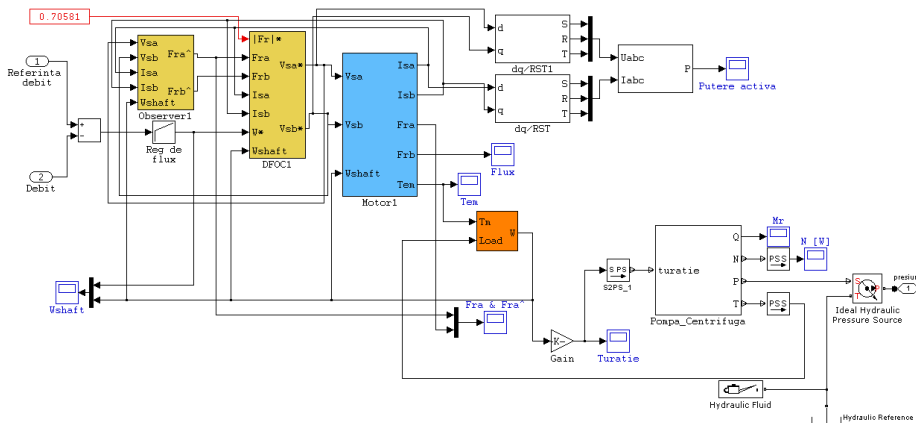 0.70581
1
Referinta
debit
+
-
2
Debit
Reg de
flux
Vsa
Vsb
Isa
Isb
Wshaft
Fra^
Frb^
Observer1
|Fr|*
Fra
Frb
Isa
Isb
W*
Wshaft
Vsa*
Vsb*
DFOC1
Vsa
Vsb
Wshaft
Isa
Isb
Fra
Frb
Tem
Motor1
d
q
S
R
T
dq/RST1
d
q
S
R
T
dq/RST
Uabc
Iabc
P
Putere activa
Flux
Tem
Tm
Load
W
Wshaft
Fra & Fra^
K-
Gain
Turatie
S PS
S2PS_1
turatie
Q
N
P
T
Pompa_Centrifuga
Mr
PSS
N [W]
PSS
S
P
T
Ideal Hydraulic
Pressure Source
presiun
1
Hydraulic Fluid
Hydraulic Reference